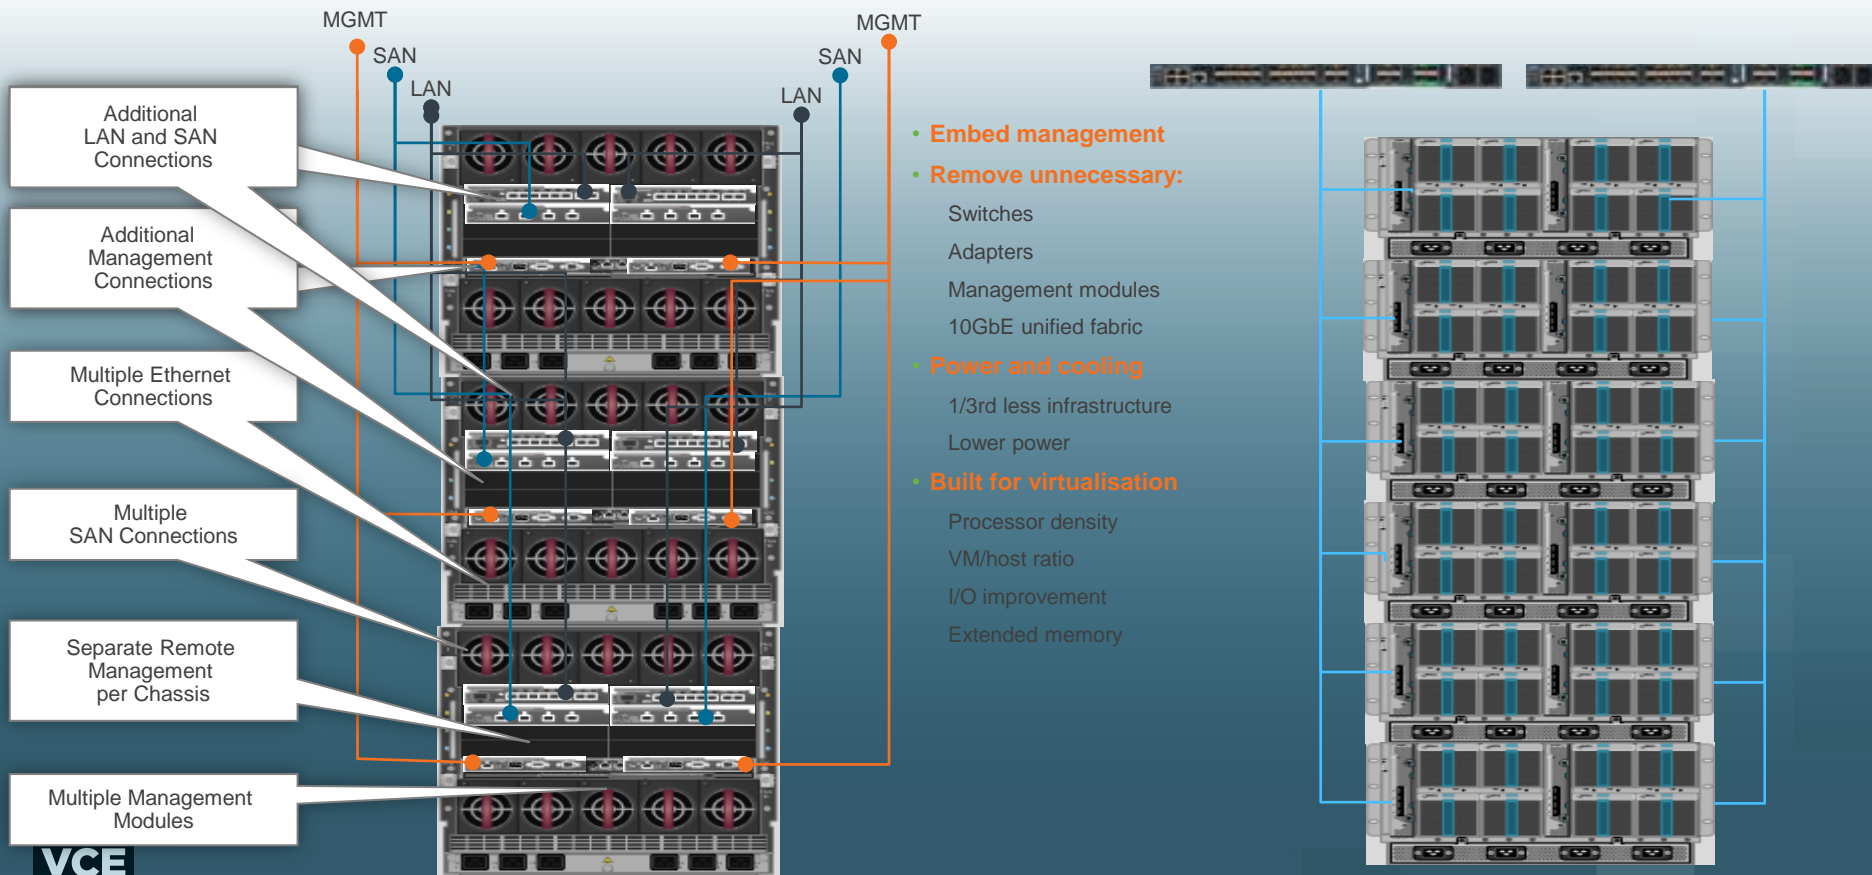 MGMT
SAN
LAN
MGMT
SAN
LAN
Additional
LAN and SAN
Connections
Additional
Management
Connections
Multiple Ethernet
Connections
Multiple
SAN Connections
Separate Remote
Management
per Chassis
Multiple Management
Modules
• Embed management
• Remove unnecessary:
Switches
Adapters
Management modules
10GbE unified fabric
• Power and cooling
1/3rd less infrastructure
Lower power
• Built for virtualisation
Processor density
VM/host ratio
I/O improvement
Extended memory
VCE